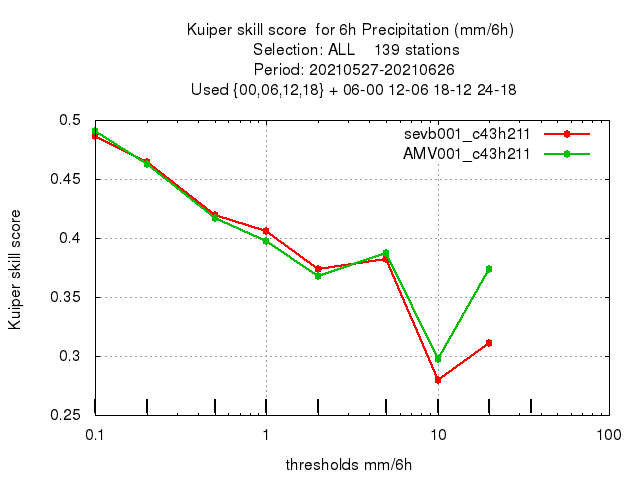 Kuiper skill score  for 6h Precipitation (mm/6h)
Selection: ALL    139 stations
Period: 20210527-20210626
Used {00,06,12,18} + 06-00 12-06 18-12 24-18
sevb001_c43h211
AMV001_c43h211
Kuiper skill score
0.5
0.45
0.4
0.35
0.3
0.25
0.1 1 10 100
thresholds mm/6h